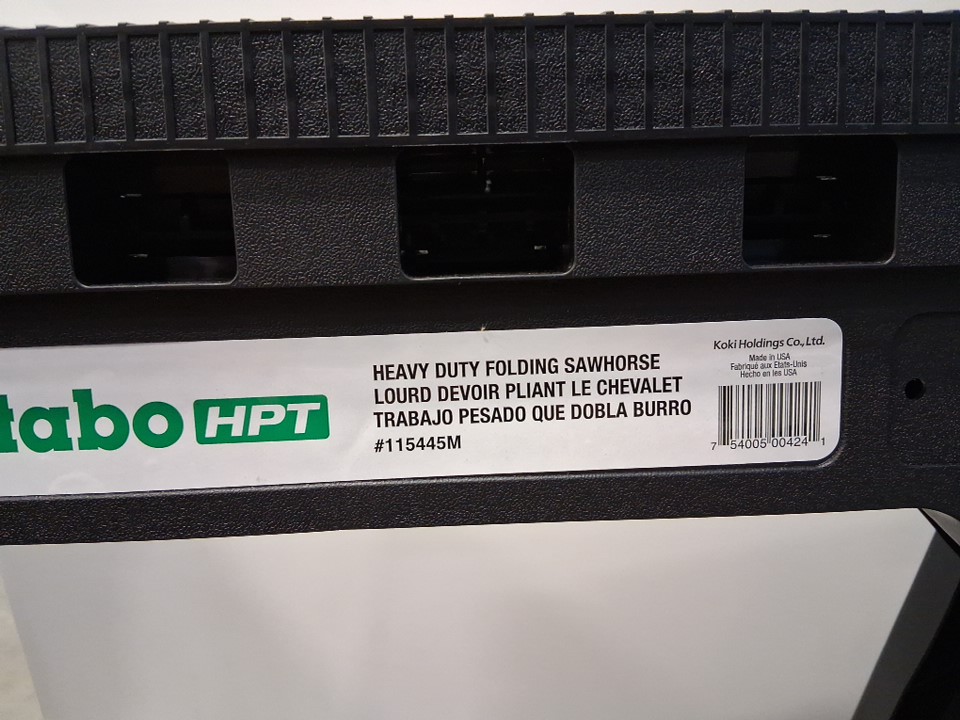 tabo HPT
HEAVY DUTY FOLDING SAWHORSE
LOURD DEVOIR PLIANT LE CHEVALET
TRABAJO PESADO QUE DOBLA BURRO
#115445M
Koki Holdings Co., Ltd.
Made in USA
Fabriqué aux Etats-Unis
Hecho en les USA
7 54005 00424 1